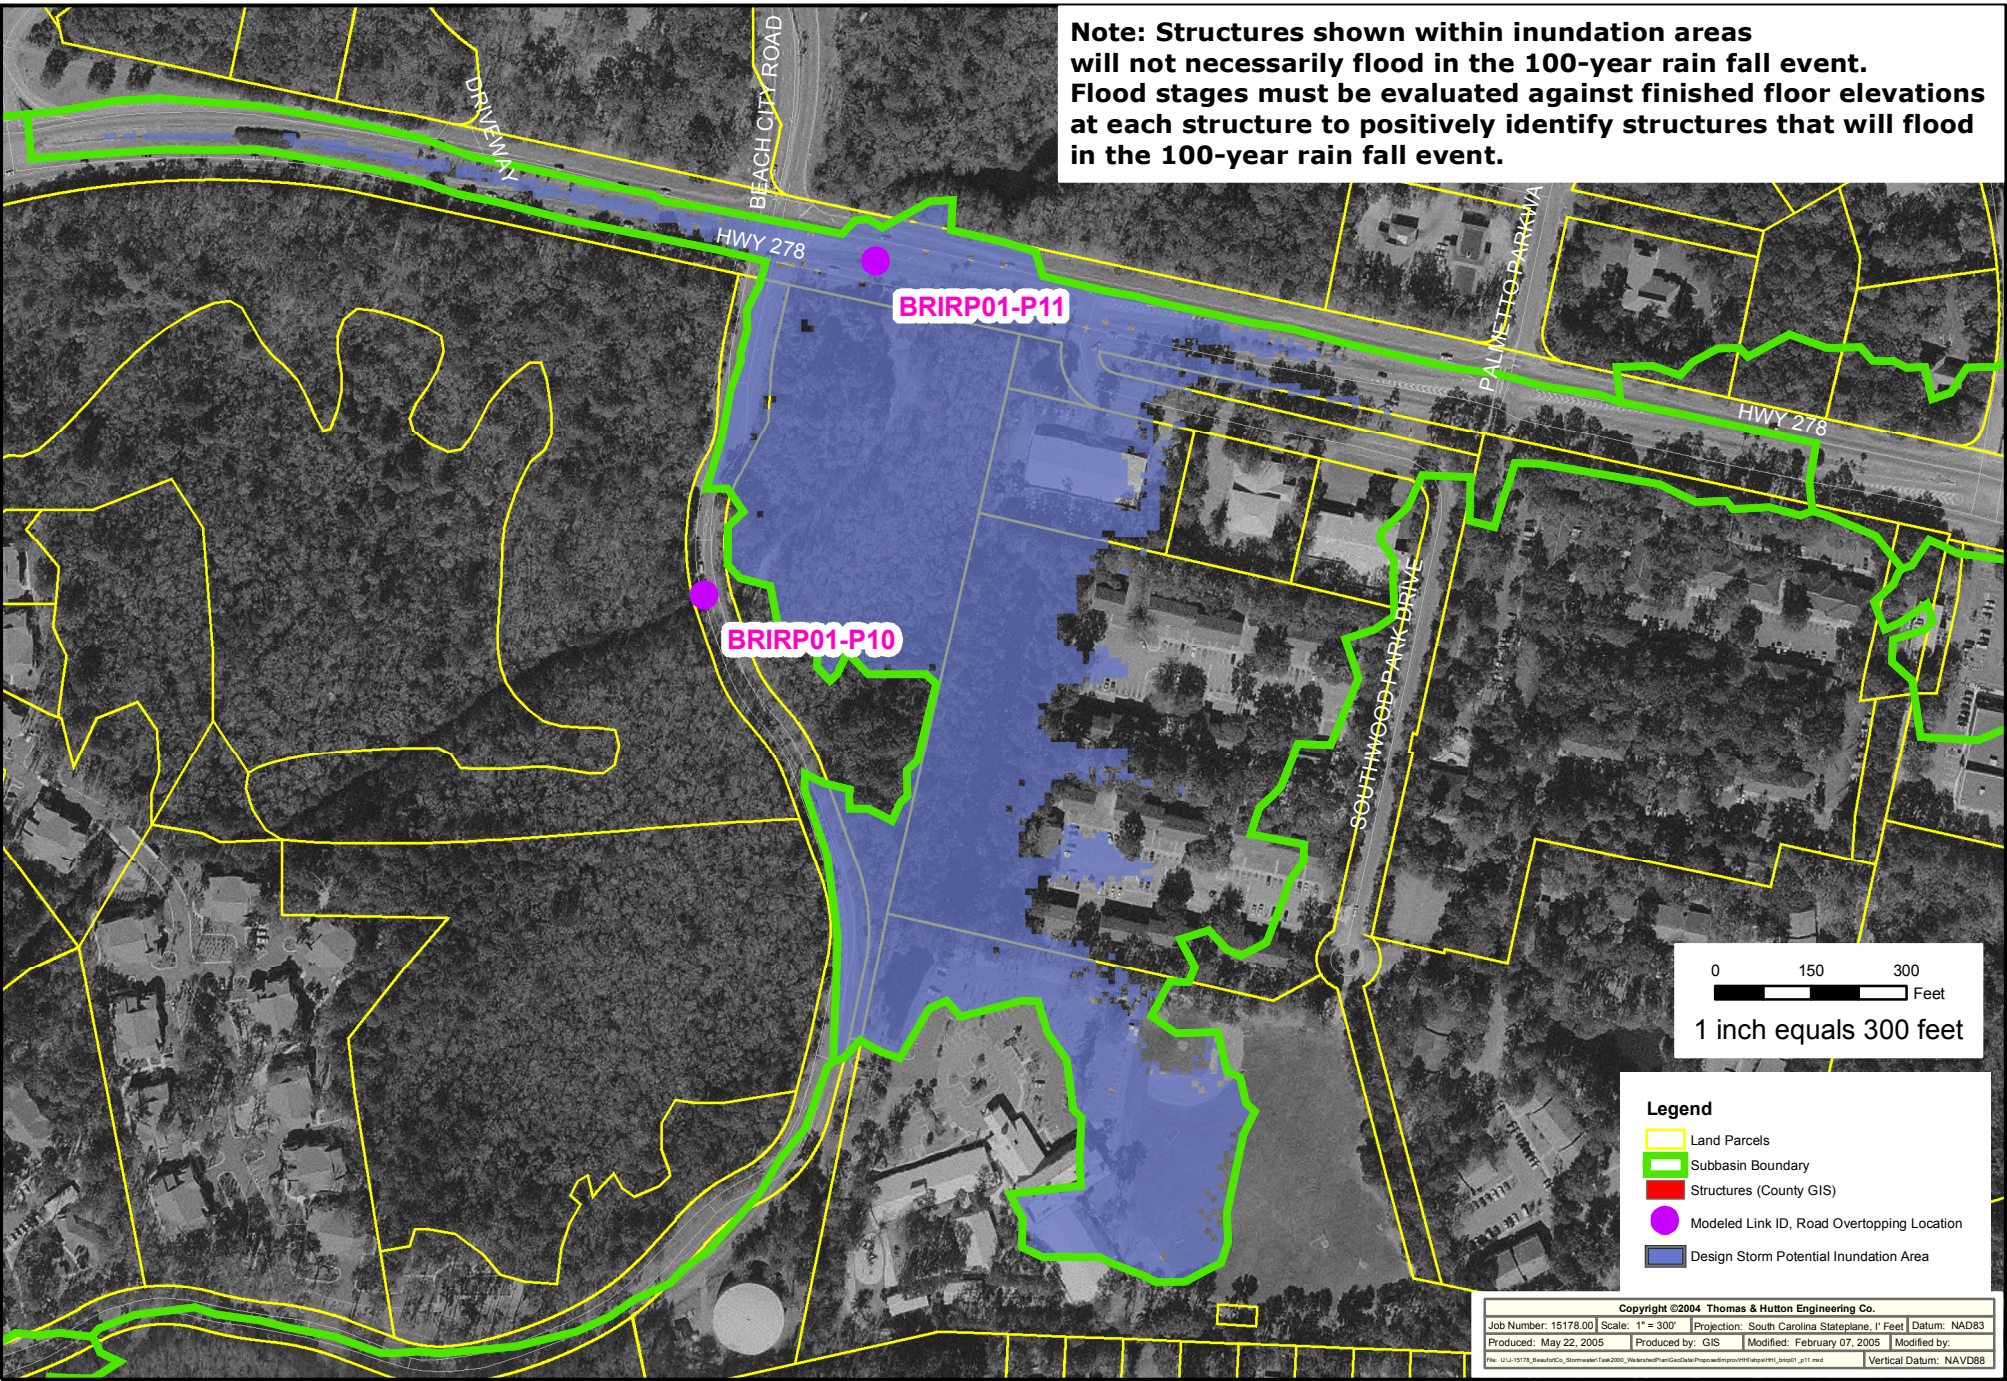 Note: Structures shown within inundation areas
will not necessarily flood in the 100-year rain fall event.
Flood stages must be evaluated against finished floor elevations
at each structure to positively identify structures that will flood
in the 100-year rain fall event.
BEACH CITY ROAD
DRIVEWAY
HWY 278
BRIRP01-P11
PALMETTO PARKWA
HWY 278
BRIRP01-P10
SOUTHWOOD PARK DRIVE
0 150 300
Feet
1 inch equals 300 feet
Legend
Land Parcels
Subbasin Boundary
Structures (County GIS)
Modeled Link ID, Road Overtopping Location
Design Storm Potential Inundation Area
Copyright ©2004 Thomas & Hutton Engineering Co.
Job Number: 15178.00 Scale: 1" = 300' Projection: South Carolina Stateplane, I' Feet Datum: NAD83
Produced: May 22, 2005 Produced by: GIS Modified: February 07, 2005 Modified by:
File: Vertical Datum: NAVD88